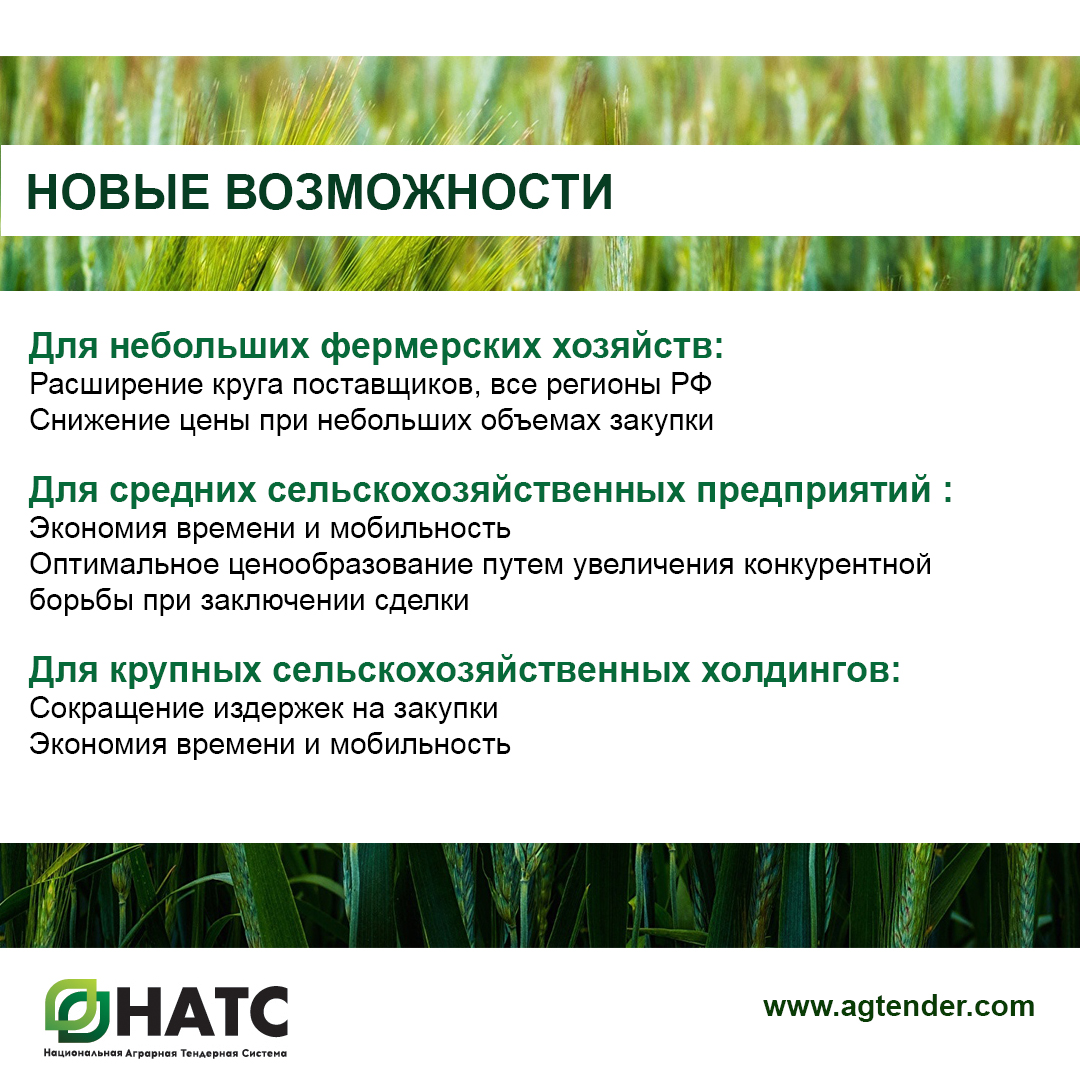 НОВЫЕ ВОЗМОЖНОСТИ
Для небольших фермерских хозяйств:
Расширение круга поставщиков, все регионы РФ
Снижение цены при небольших объемах закупки
Для средних сельскохозяйственных предприятий :
Экономия времени и мобильность
Оптимальное ценообразование путем увеличения конкурентной
борьбы при заключении сделки
Для крупных сельскохозяйственных холдингов:
Сокращение издержек на закупки
Экономия времени и мобильность
НАТС
Национальная Аграрная Тендерная Система
www.agtender.com